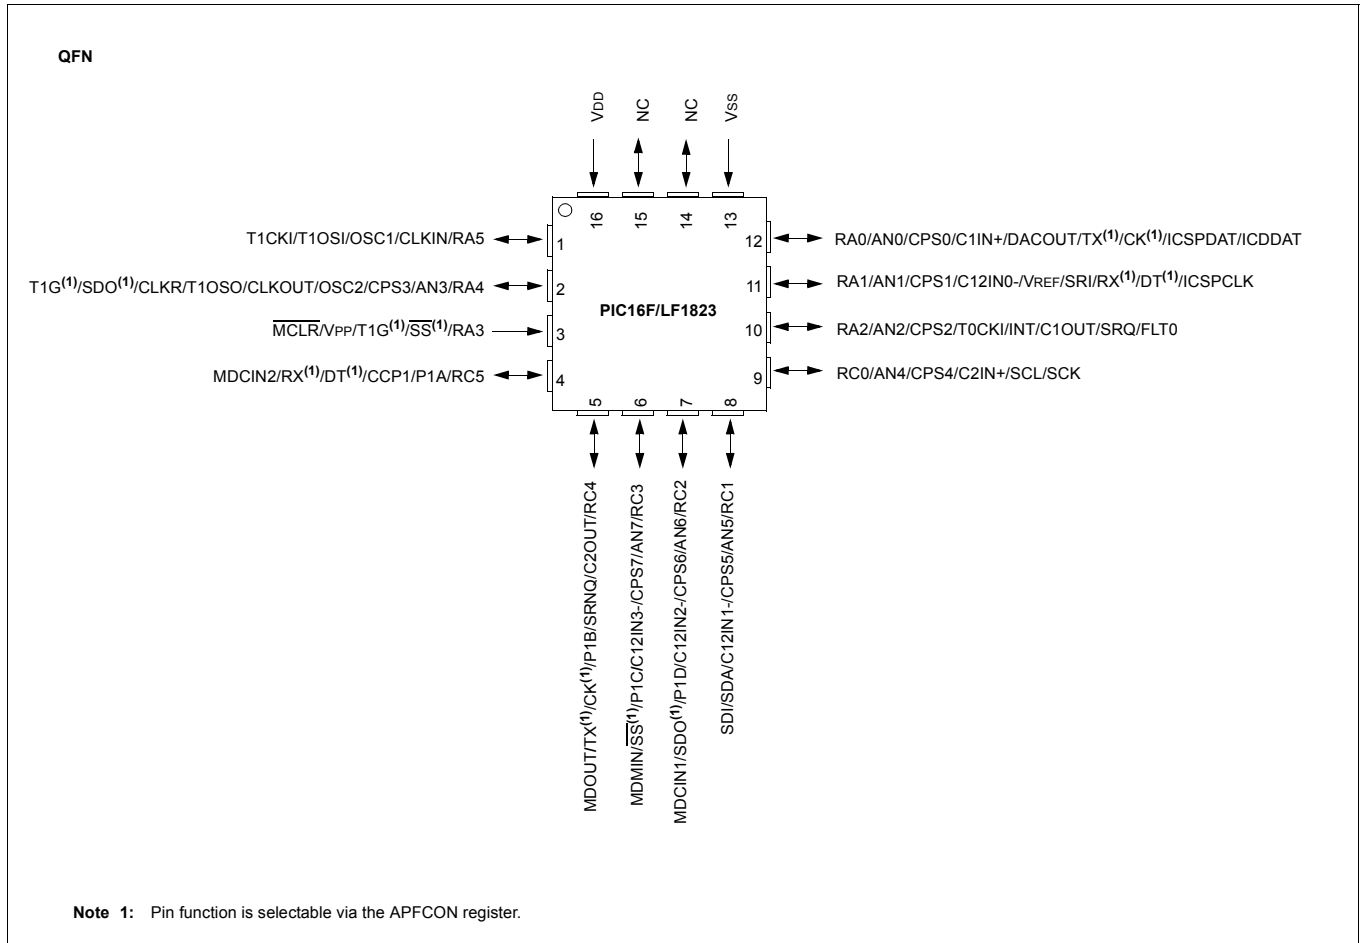 QFN
VDD
NC
NC
VSS
16
15
14
13
T1CKI/T1OSI/OSC1/CLKIN/RA5
1
T1G(1)/SDO(1)/CLKR/T1OSO/CLKOUT/OSC2/CPS3/AN3/RA4
2
MCLR/VPP/T1G(1)/SS(1)/RA3
3
MDCIN2/RX(1)/DT(1)/CCP1/P1A/RC5
4
PIC16F/LF1823
12
RA0/AN0/CPS0/C1IN+/DACOUT/TX(1)/CK(1)/ICSPDAT/ICDDAT
11
RA1/AN1/CPS1/C12IN0-/VREF/SRI/RX(1)/DT(1)/ICSPCLK
10
RA2/AN2/CPS2/T0CKI/INT/C1OUT/SRQ/FLT0
9
RC0/AN4/CPS4/C2IN+/SCL/SCK
5
6
7
8
MDOUT/TX(1)/CK(1)/P1B/SRNQ/C2OUT/RC4
MDMIN/SS(1)/P1C/C12IN3-/CPS7/AN7/RC3
MDCIN1/SDO(1)/P1D/C12IN2-/CPS6/AN6/RC2
SDI/SDA/C12IN1-/CPS5/AN5/RC1
Note 1: Pin function is selectable via the APFCON register.